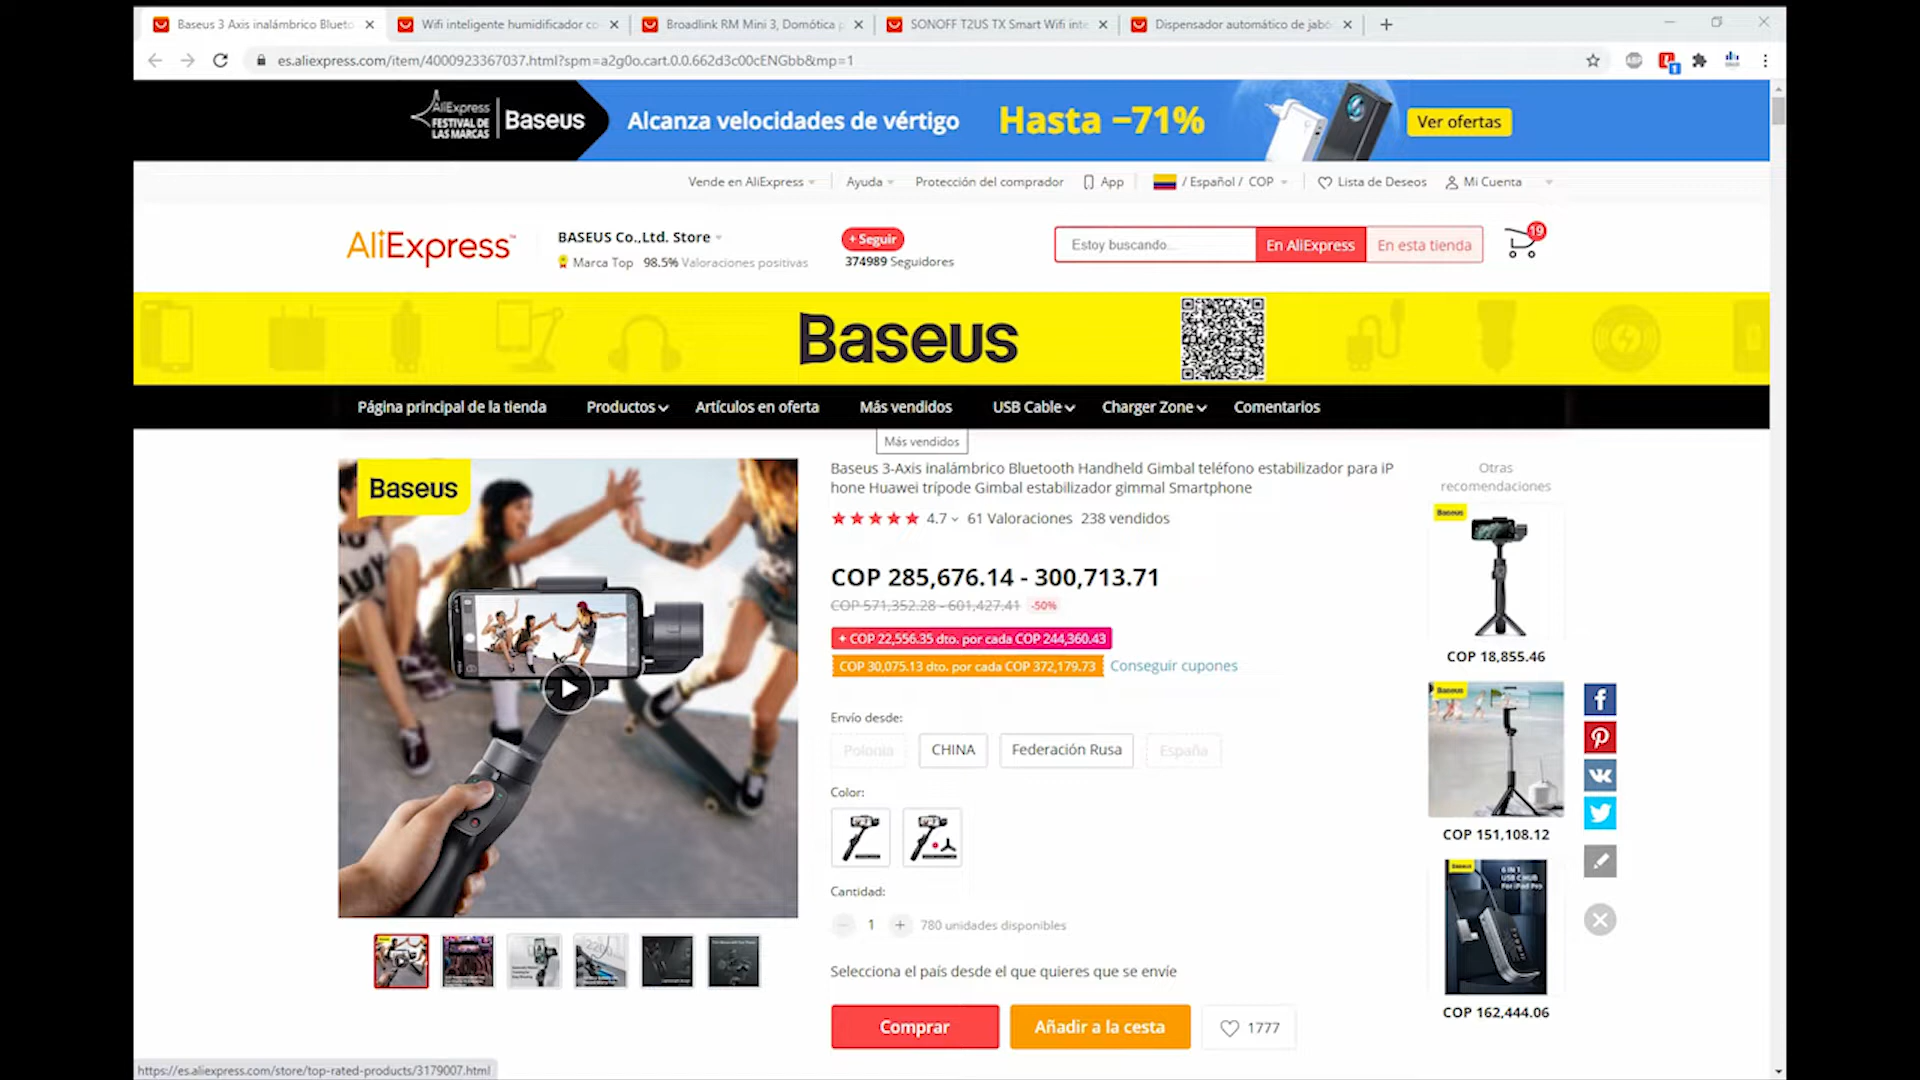 Baseus 3 Axis inalámbrico Blueto
Wifi inteligente humidificador co
Broadlink RM Mini 3, Domótica p
SONOFF T2US TX Smart Wifi inte
Dispensador automático de jabó
es.aliexpress.com/item/4000923367037.html?spm=a2g0o.cart.0.0.662d3c00cENGbb&mp=1
AliExpress
FESTIVAL DE
LAS MARCAS
Baseus
Alcanza velocidades de vértigo
Hasta −71%
Ver ofertas
Vende en AliExpress
Ayuda
Protección del comprador
App
/ Español / COP
Lista de Deseos
Mi Cuenta
AliExpress
BASEUS Co.,Ltd. Store
Marca Top 98.5% Valoraciones positivas
+ Seguir
374989 Seguidores
Estoy buscando...
En AliExpress
En esta tienda
19
Baseus
Página principal de la tienda
Productos
Artículos en oferta
Más vendidos
USB Cable
Charger Zone
Comentarios
Más vendidos
Baseus
Baseus 3-Axis inalámbrico Bluetooth Handheld Gimbal teléfono estabilizador para iP
hone Huawei trípode Gimbal estabilizador gimmal Smartphone
4.7 61 Valoraciones 238 vendidos
COP 285,676.14 - 300,713.71
COP 571,352.28 - 601,427.41 -50%
+ COP 22,556.35 dto. por cada COP 244,360.43
COP 30,075.13 dto. por cada COP 372,179.73 Conseguir cupones
Envío desde:
Polonia
CHINA
Federación Rusa
España
Color:
Cantidad:
1
780 unidades disponibles
Selecciona el país desde el que quieres que se envíe
Comprar
Añadir a la cesta
1777
Otras
recomendaciones
Baseus
COP 18,855.46
Baseus
COP 151,108.12
Baseus
6 IN 1
USB C HUB
For iPad Pro
COP 162,444.06
https://es.aliexpress.com/store/top-rated-products/3179007.html